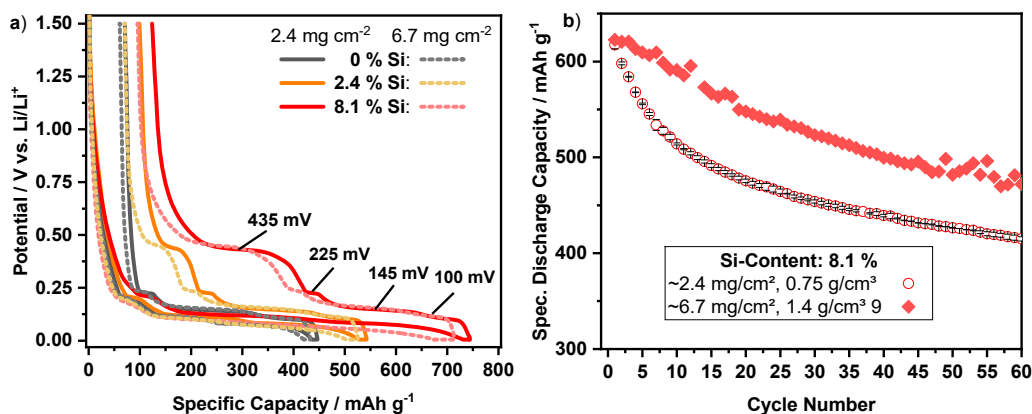 a)
2.4 mg cm-2 6.7 mg cm-2
0 % Si:
2.4 % Si:
8.1 % Si:
435 mV
225 mV
145 mV
100 mV
Potential / V vs. Li/Li+
1.50
1.25
1.00
0.75
0.50
0.25
0.00
0 100 200 300 400 500 600 700 800
Specific Capacity / mAh g-1
b)
Spec. Discharge Capacity / mAh g-1
600
500
400
300
Si-Content: 8.1 %
~2.4 mg/cm², 0.75 g/cm³
~6.7 mg/cm², 1.4 g/cm³ 9
0 5 10 15 20 25 30 35 40 45 50 55 60
Cycle Number